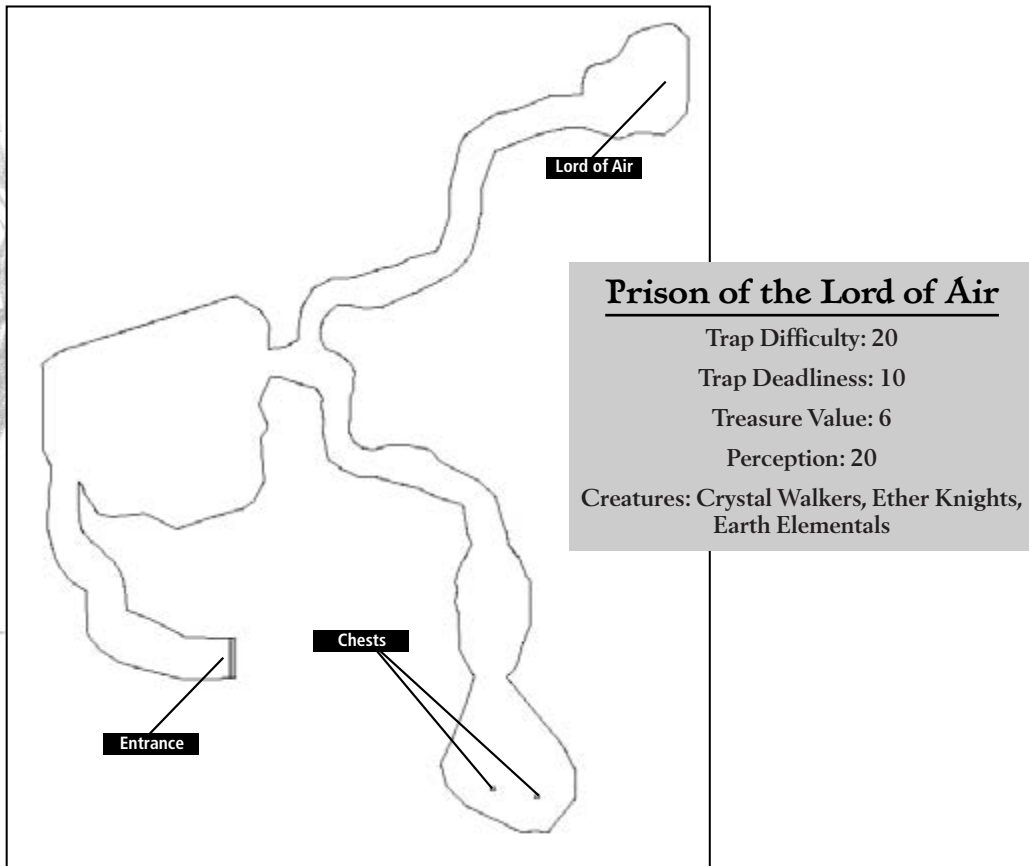 Lord of Air
Prison of the Lord of Air
Trap Difficulty: 20
Trap Deadliness: 10
Treasure Value: 6
Perception: 20
Creatures: Crystal Walkers, Ether Knights,
Earth Elementals
Chests
Entrance